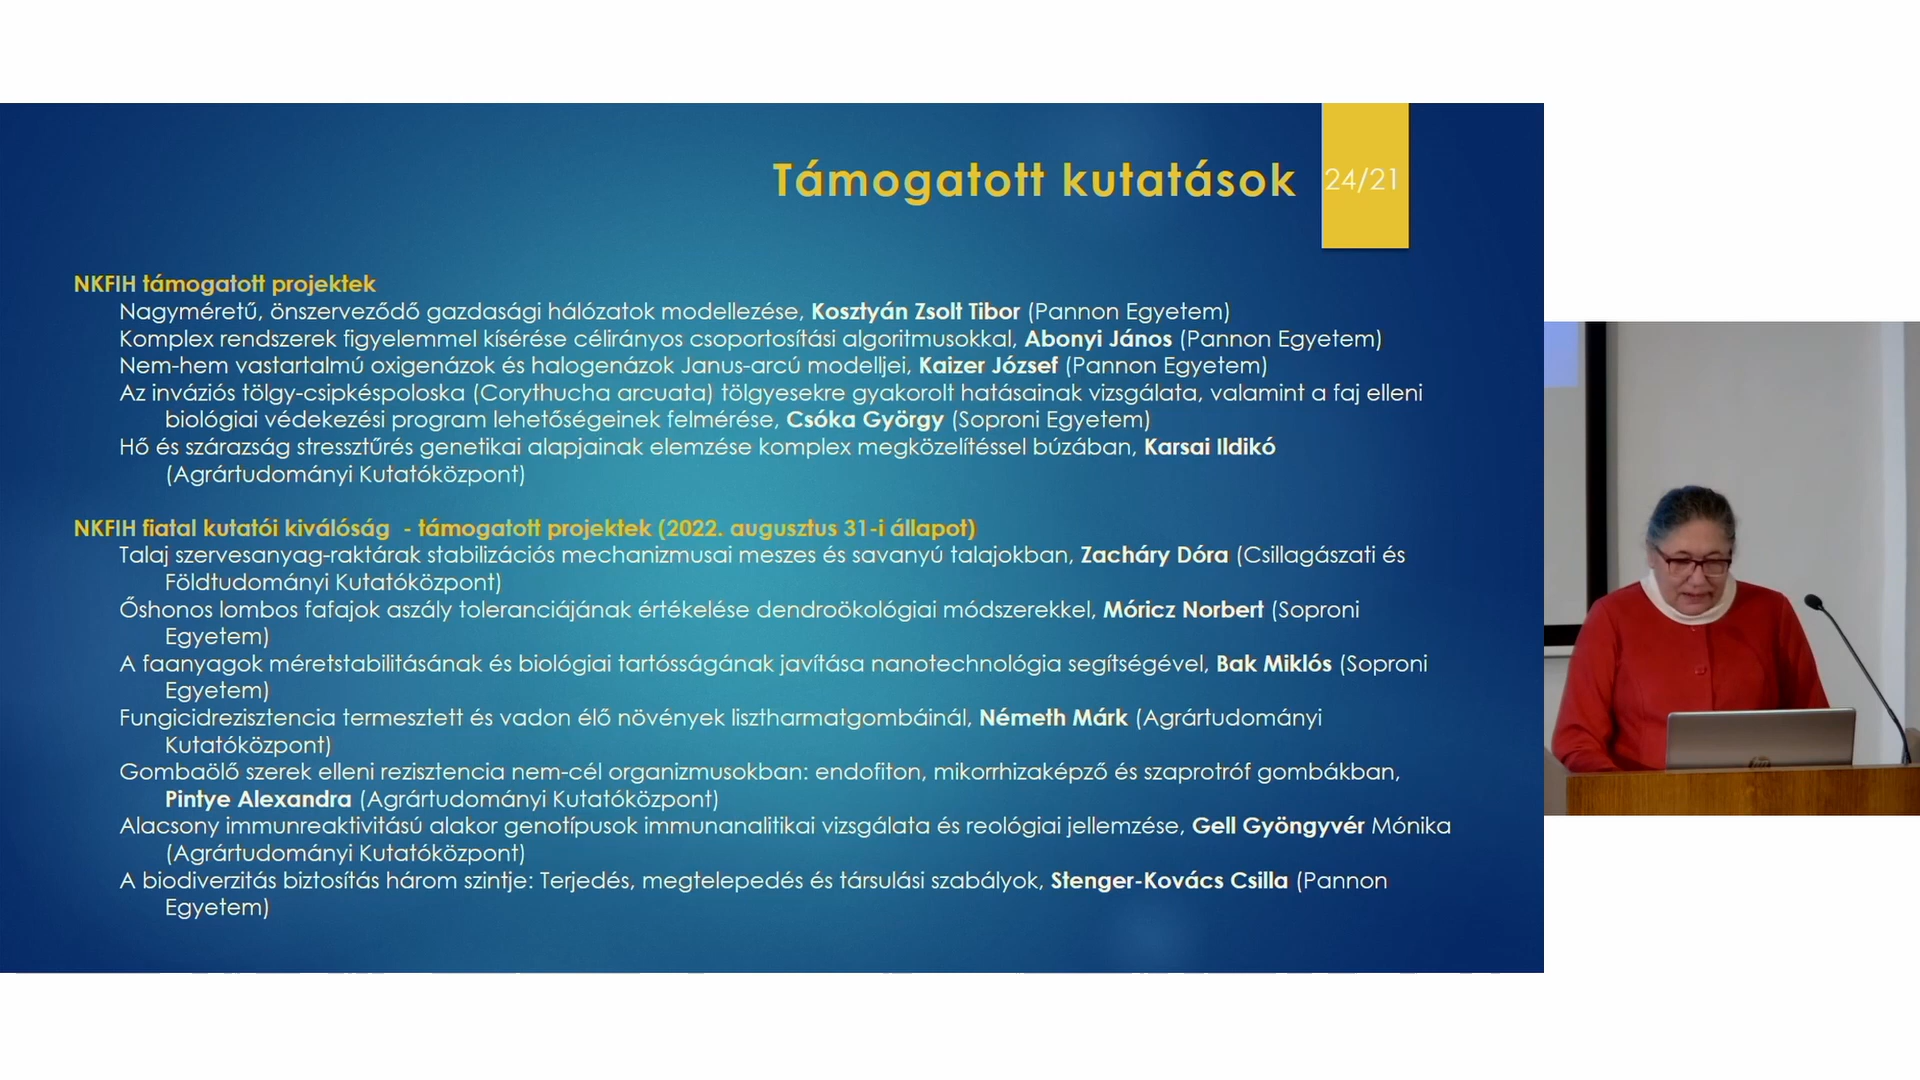 Támogatott kutatások
24/21
NKFIH támogatott projektek
Nagyméretű, önszerveződő gazdasági hálózatok modellezése, Kosztyán Zsolt Tibor (Pannon Egyetem)
Komplex rendszerek figyelemmel kísérése célirányos csoportosítási algoritmusokkal, Abonyi János (Pannon Egyetem)
Nem-hem vastartalmú oxigenázok és halogenázok Janus-arcú modelljei, Kaizer József (Pannon Egyetem)
Az inváziós tölgy-csipkéspoloska (Corythucha arcuata) tölgyesekre gyakorolt hatásainak vizsgálata, valamint a faj elleni
biológiai védekezési program lehetőségeinek felmérése, Csóka György (Soproni Egyetem)
Hő és szárazság stressztűrés genetikai alapjainak elemzése komplex megközelítéssel búzában, Karsai Ildikó
(Agrártudományi Kutatóközpont)
NKFIH fiatal kutatói kiválóság - támogatott projektek (2022. augusztus 31-i állapot)
Talaj szervesanyag-raktárak stabilizációs mechanizmusai meszes és savanyú talajokban, Zacháry Dóra (Csillagászati és
Földtudományi Kutatóközpont)
Őshonos lombos fafajok aszály toleranciájának értékelése dendroökológiai módszerekkel, Móricz Norbert (Soproni
Egyetem)
A faanyagok méretstabilitásának és biológiai tartósságának javítása nanotechnológia segítségével, Bak Miklós (Soproni
Egyetem)
Fungicidrezisztencia termesztett és vadon élő növények lisztharmatgombáinál, Németh Márk (Agrártudományi
Kutatóközpont)
Gombaölő szerek elleni rezisztencia nem-cél organizmusokban: endofiton, mikorrhizaképző és szaprotróf gombákban,
Pintye Alexandra (Agrártudományi Kutatóközpont)
Alacsony immunreaktivitású alakor genotípusok immunanalitikai vizsgálata és reológiai jellemzése, Gell Gyöngyvér Mónika
(Agrártudományi Kutatóközpont)
A biodiverzitás biztosítás három szintje: Terjedés, megtelepedés és társulási szabályok, Stenger-Kovács Csilla (Pannon
Egyetem)
hp